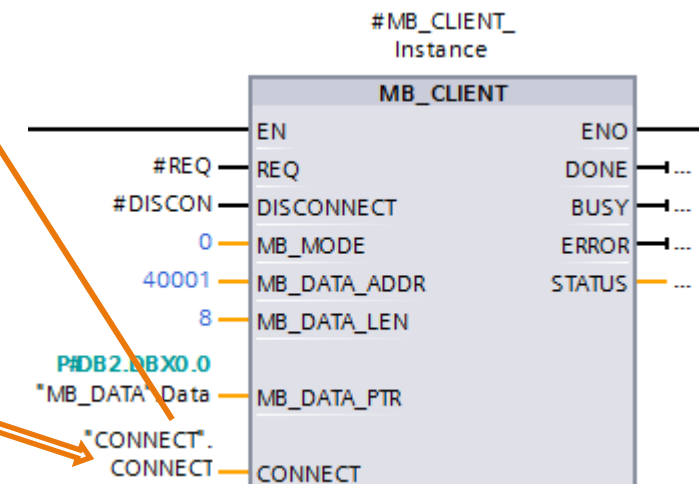 #MB_CLIENT_
Instance
MB_CLIENT
EN ENO
#REQ REQ DONE ...
#DISCON DISCONNECT BUSY ...
0 MB_MODE ERROR ...
40001 MB_DATA_ADDR STATUS ...
8 MB_DATA_LEN
P#DB2.DBX0.0
"MB_DATA".Data MB_DATA_PTR
"CONNECT".
CONNECT CONNECT